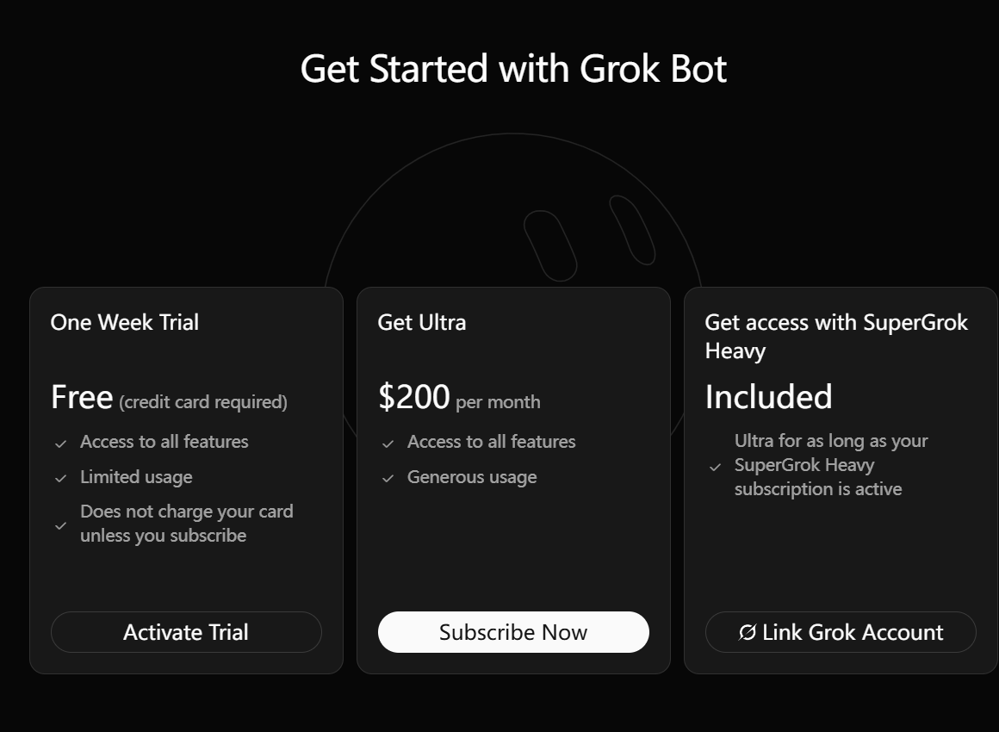 Get Started with Grok Bot
One Week Trial
Free (credit card required)
Access to all features
Limited usage
Does not charge your card
unless you subscribe
Activate Trial
Get Ultra
$200 per month
Access to all features
Generous usage
Subscribe Now
Get access with SuperGrok
Heavy
Included
Ultra for as long as your
SuperGrok Heavy
subscription is active
Link Grok Account